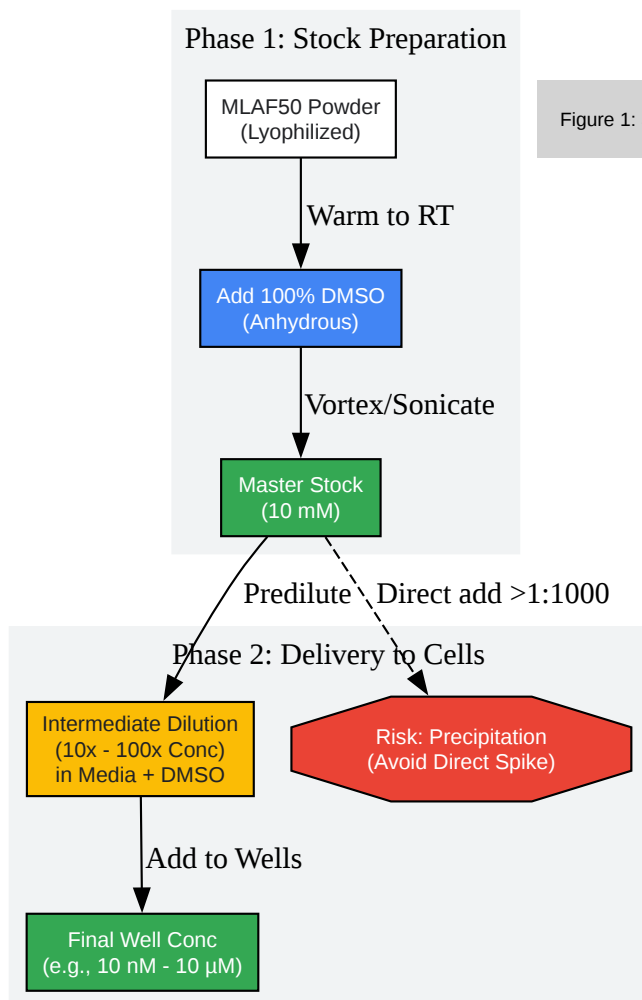 Phase 1: Stock Preparation
MLAF50 Powder
(Lyophilized)
Figure 1:
Warm to RT
Add 100% DMSO
(Anhydrous)
Vortex/Sonicate
Master Stock
(10 mM)
Predilute
Direct add >1:1000
Phase 2: Delivery to Cells
Intermediate Dilution
(10x - 100x Conc)
in Media + DMSO
Risk: Precipitation
(Avoid Direct Spike)
Add to Wells
Final Well Conc
(e.g., 10 nM - 10 µM)